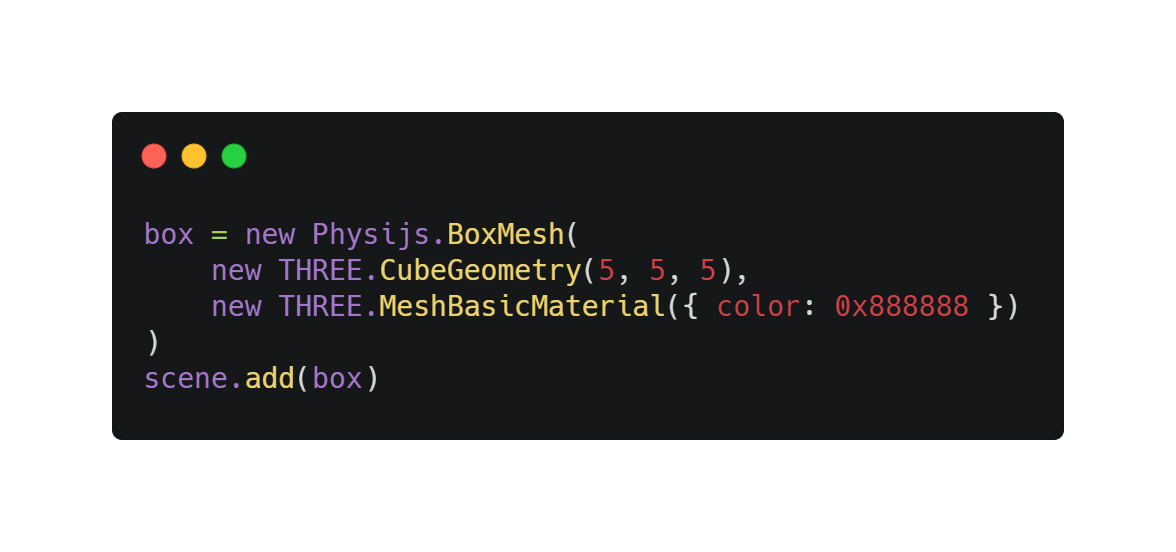 box = new Physijs.BoxMesh(
    new THREE.CubeGeometry(5, 5, 5),
    new THREE.MeshBasicMaterial({ color: 0x888888 })
)
scene.add(box)